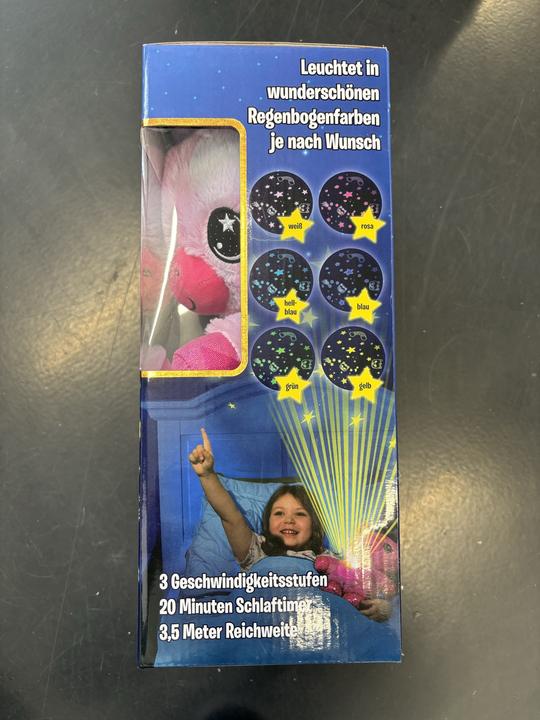 Leuchtet in
wunderschönen
Regenbogenfarben
je nach Wunsch
weiß
rosa
hell-
blau
blau
grün
gelb
3 Geschwindigkeitsstufen
20 Minuten Schlaftimer
3,5 Meter Reichweite